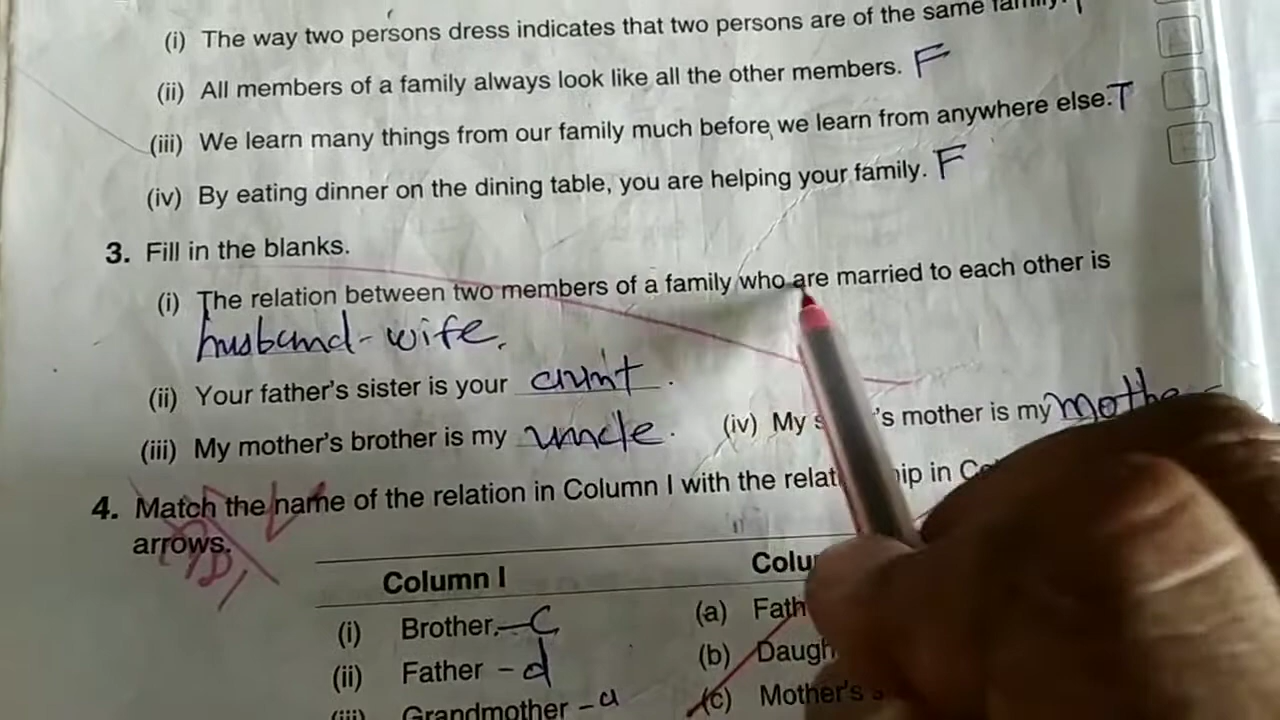 (i) The way two persons dress indicates that two persons are of the same family.
(ii) All members of a family always look like all the other members. F
(iii) We learn many things from our family much before we learn from anywhere else. T
(iv) By eating dinner on the dining table, you are helping your family. F
3. Fill in the blanks.
(i) The relation between two members of a family who are married to each other is
husband-wife.
(ii) Your father's sister is your aunt.
(iii) My mother's brother is my uncle. (iv) My 's mother is my mothe
4. Match the name of the relation in Column I with the in
arrows.
Column I
(i) Brother. - C (a)
(ii) Father - d (b)
(iii) Grandmother - a (c) Mother's